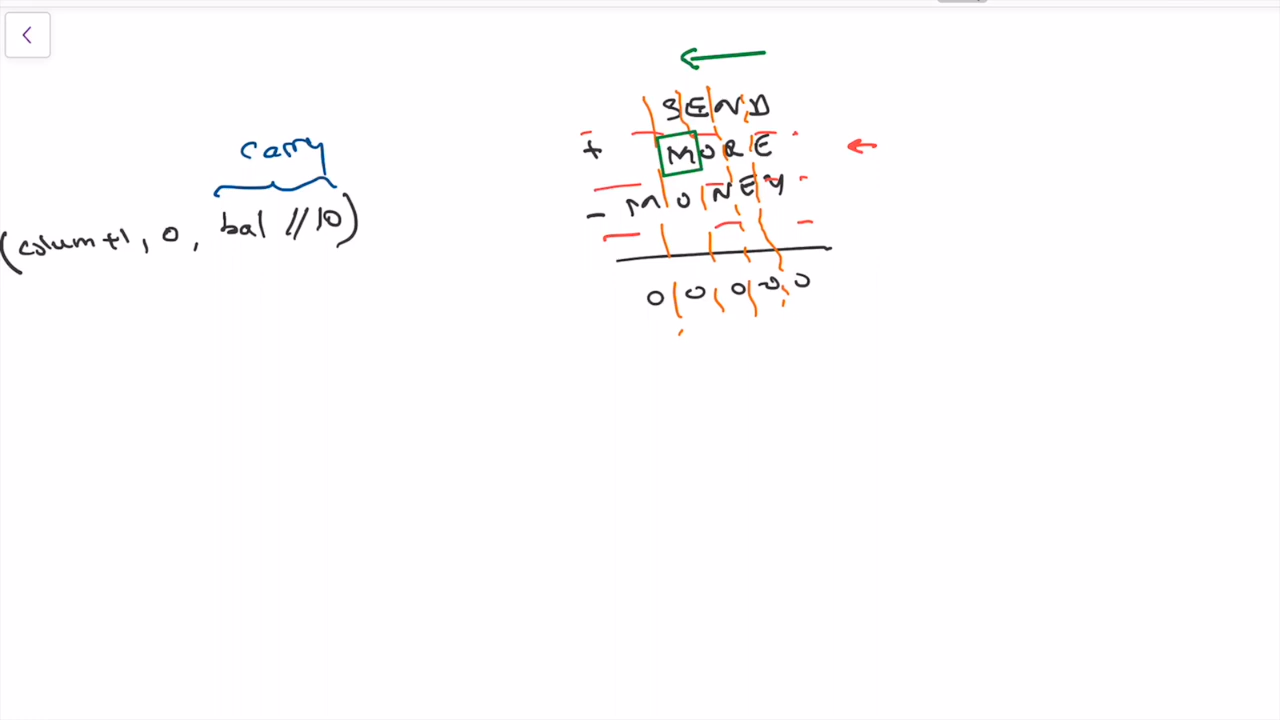 SEND
carry
+ MORE
(column+1, 0, bal //10)
- MONEY
0 0 0 0 0